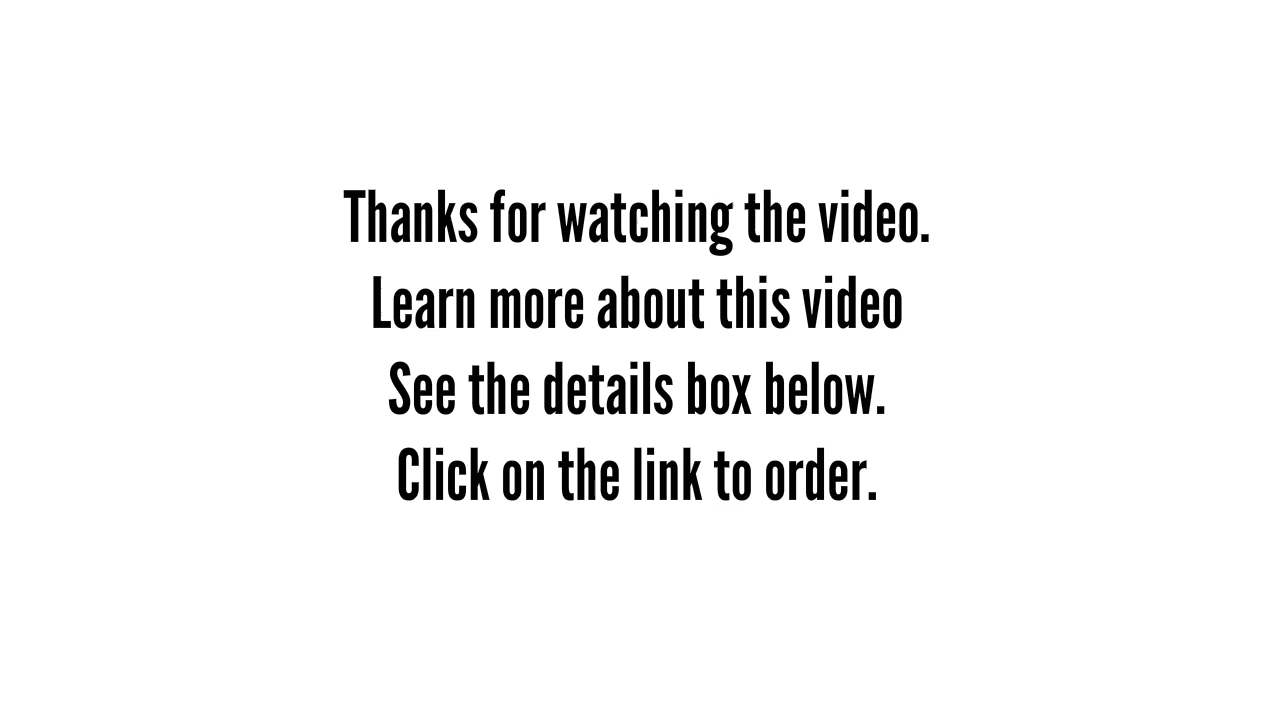 Thanks for watching the video.
Learn more about this video
See the details box below.
Click on the link to order.